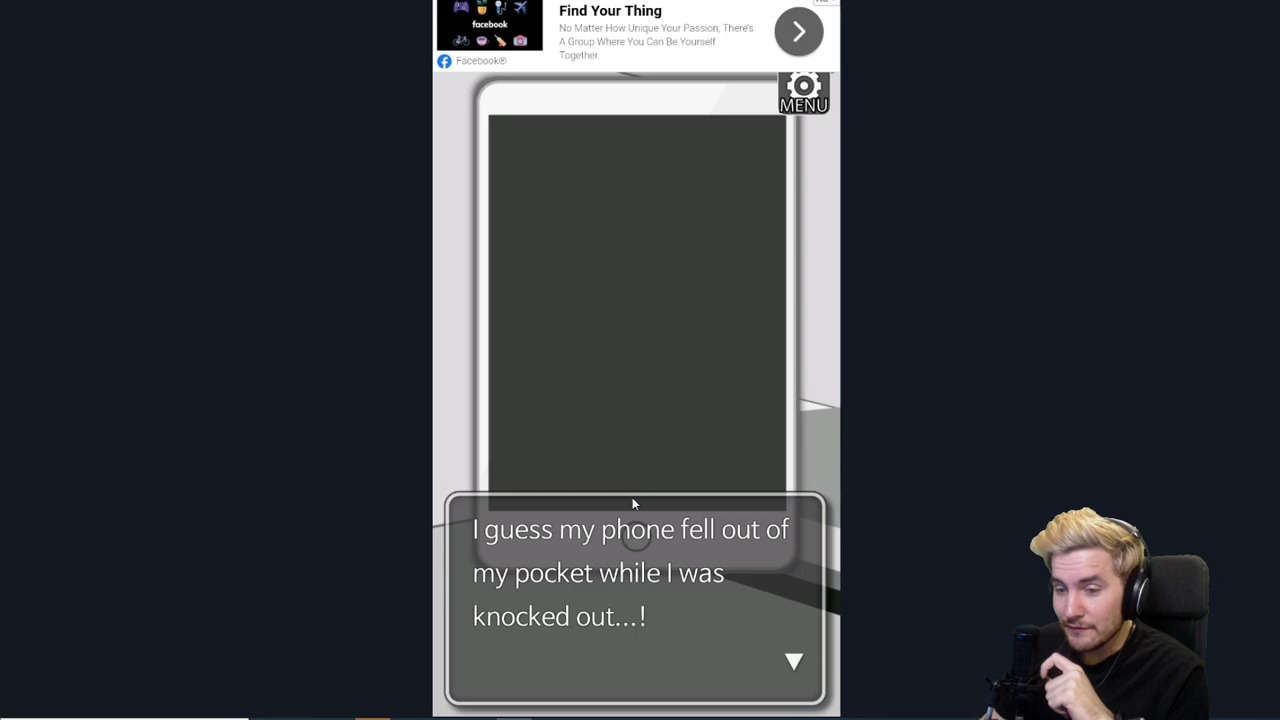 facebook
Find Your Thing
No Matter How Unique Your Passion, There's
A Group Where You Can Be Yourself
Together.
Facebook®
MENU
I guess my phone fell out of
my pocket while I was
knocked out...!